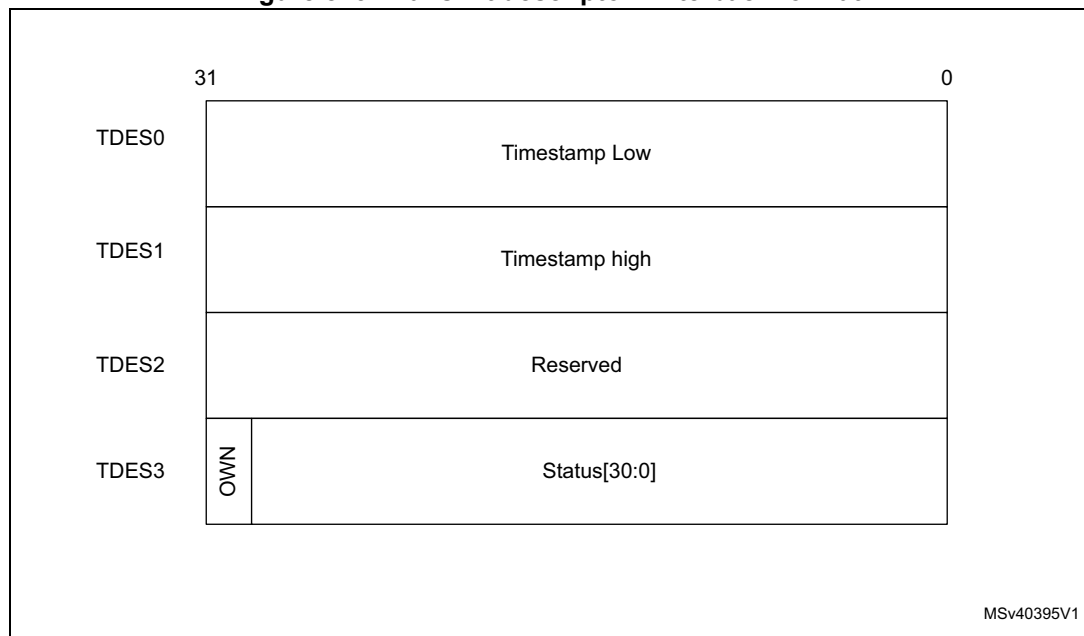 31 0
TDES0 Timestamp Low
TDES1 Timestamp high
TDES2 Reserved
TDES3 OWN Status[30:0]
MSv40395V1